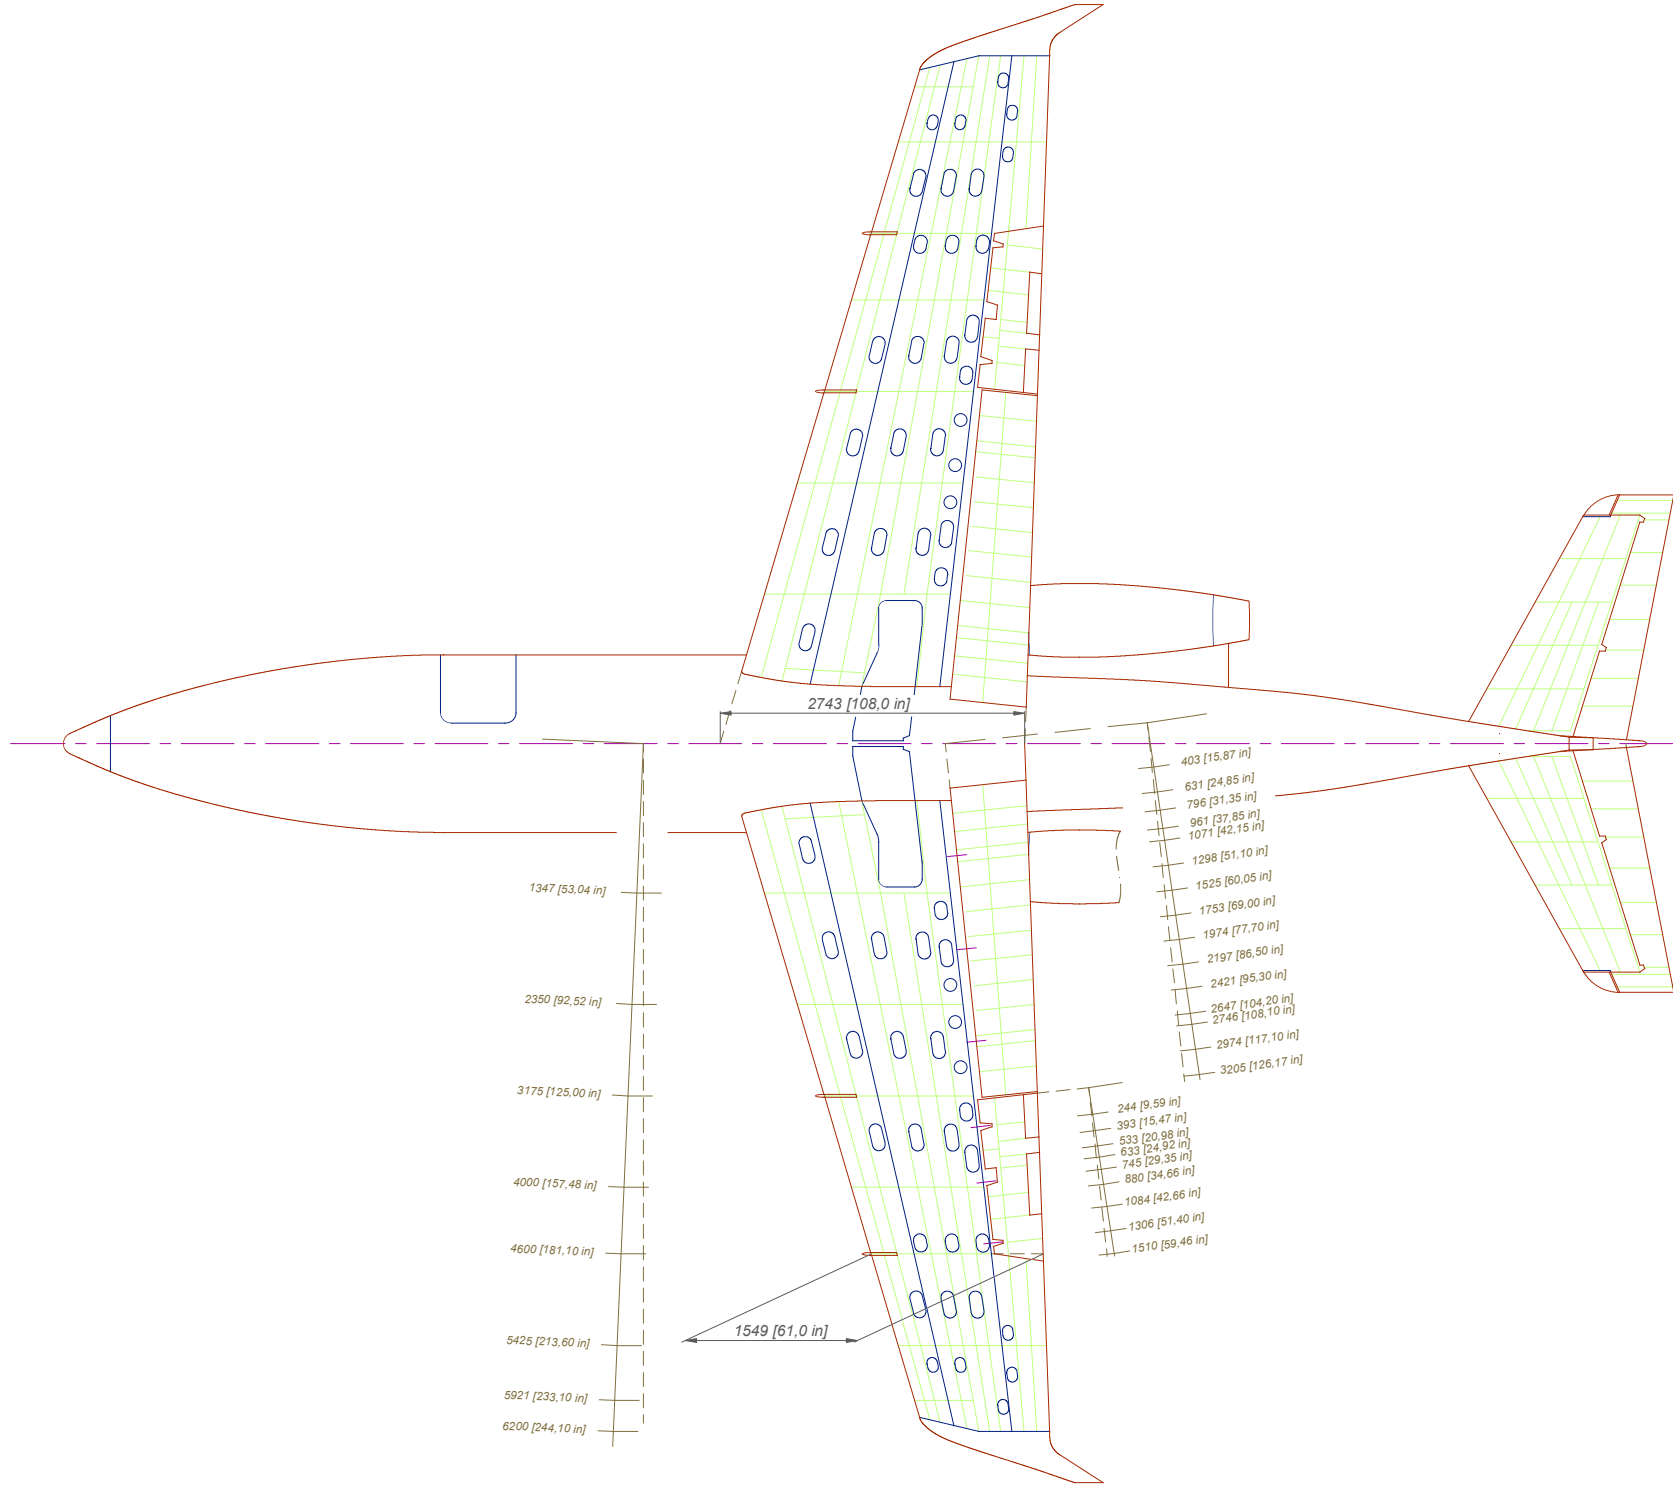 2743 [108,0 in]
403 [15,87 in]
631 [24,85 in]
796 [31,35 in]
961 [37,85 in]
1071 [42,15 in]
1298 [51,10 in]
1525 [60,05 in]
1753 [69,00 in]
1974 [77,70 in]
2197 [86,50 in]
2421 [95,30 in]
2647 [104,20 in]
2746 [108,10 in]
2974 [117,10 in]
3205 [126,17 in]
1347 [53,04 in]
2350 [92,52 in]
3175 [125,00 in]
4000 [157,48 in]
4600 [181,10 in]
5425 [213,60 in]
5921 [233,10 in]
6200 [244,10 in]
244 [9,59 in]
393 [15,47 in]
533 [20,98 in]
633 [24,92 in]
745 [29,35 in]
880 [34,66 in]
1084 [42,66 in]
1306 [51,40 in]
1510 [59,46 in]
1549 [61,0 in]